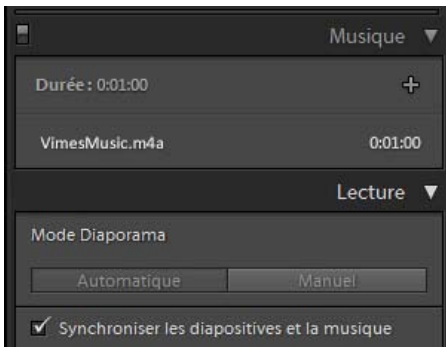 Musique
Durée : 0:01:00
VimesMusic.m4a 0:01:00
Lecture
Mode Diaporama
Automatique Manuel
Synchroniser les diapositives et la musique